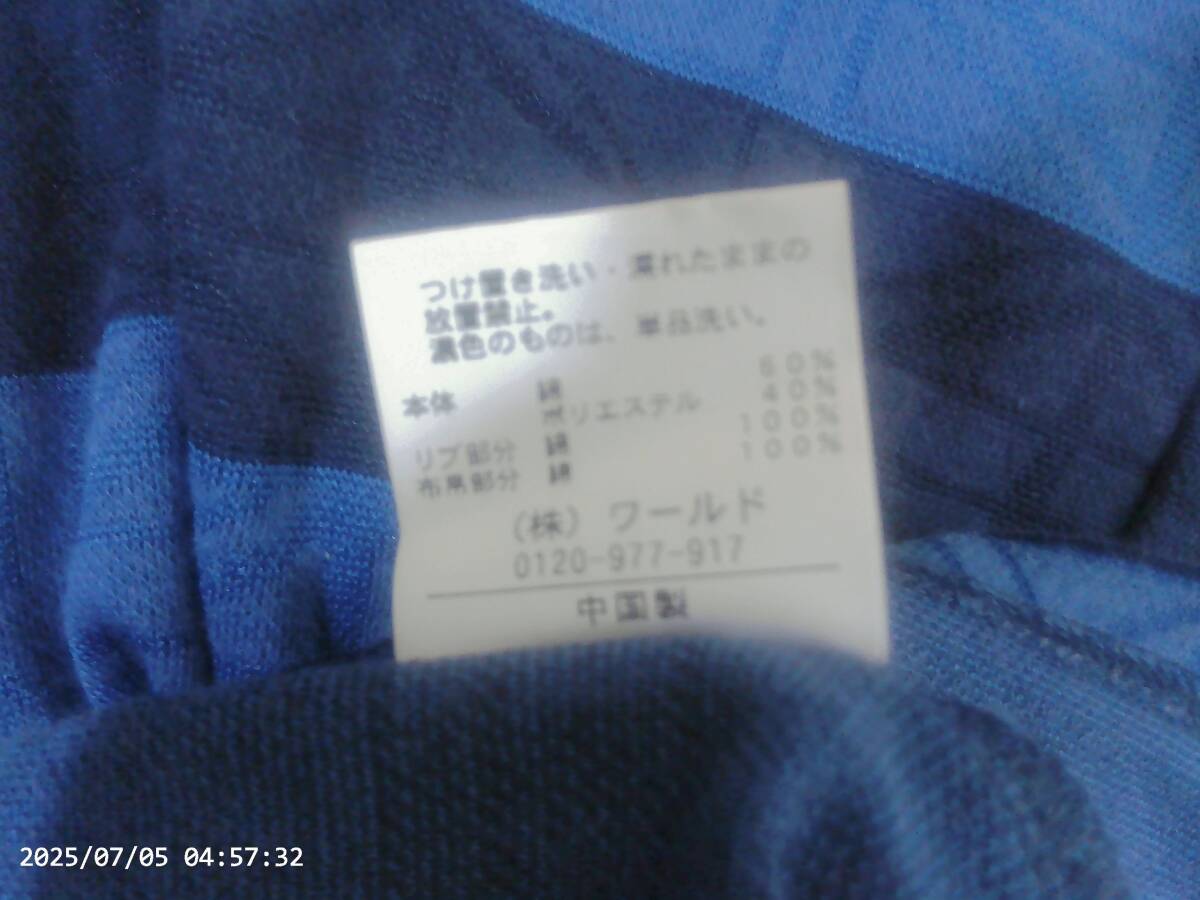 つけ置き洗い・濡れたままの
放置禁止。
濃色のものは、単品洗い。
本体 綿 60%
ポリエステル 40%
リブ部分 綿 100%
布帛部分 綿 100%
(株) ワールド
0120-977-917
中国製
2025/07/05 04:57:32